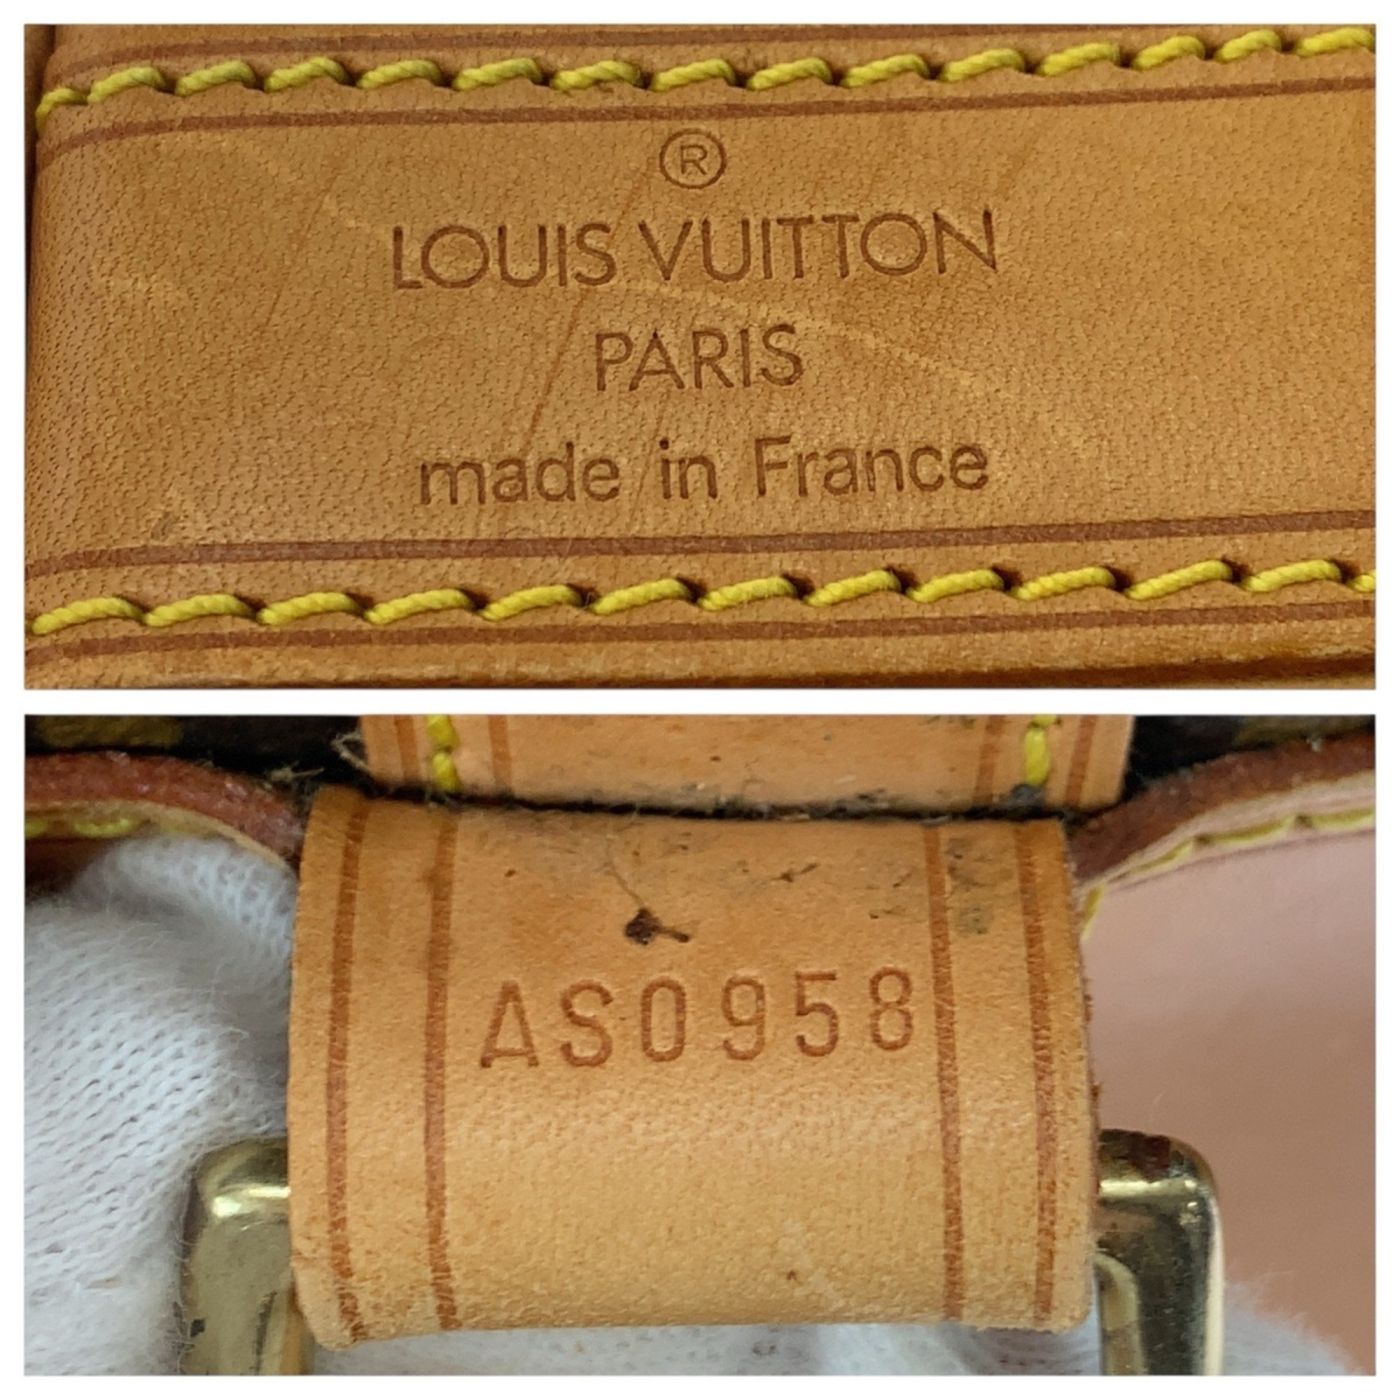 ®
LOUIS VUITTON
PARIS
made in France
AS0958